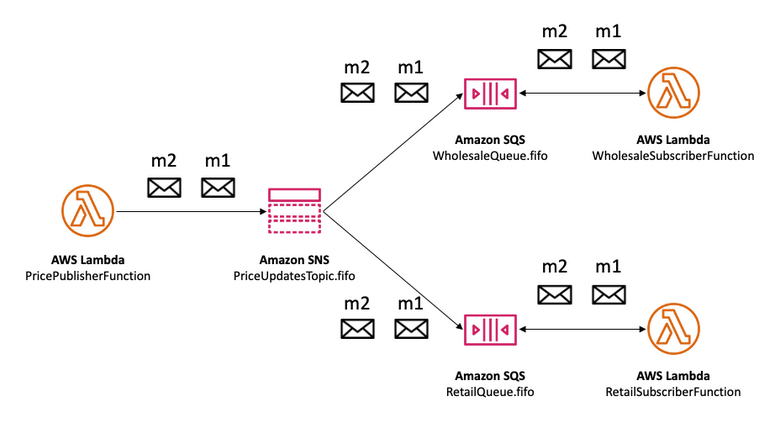 m2 m1
AWS Lambda
PricePublisherFunction
Amazon SNS
PriceUpdatesTopic.fifo
m2 m1
Amazon SQS
WholesaleQueue.fifo
m2 m1
AWS Lambda
WholesaleSubscriberFunction
m2 m1
Amazon SQS
RetailQueue.fifo
m2 m1
AWS Lambda
RetailSubscriberFunction